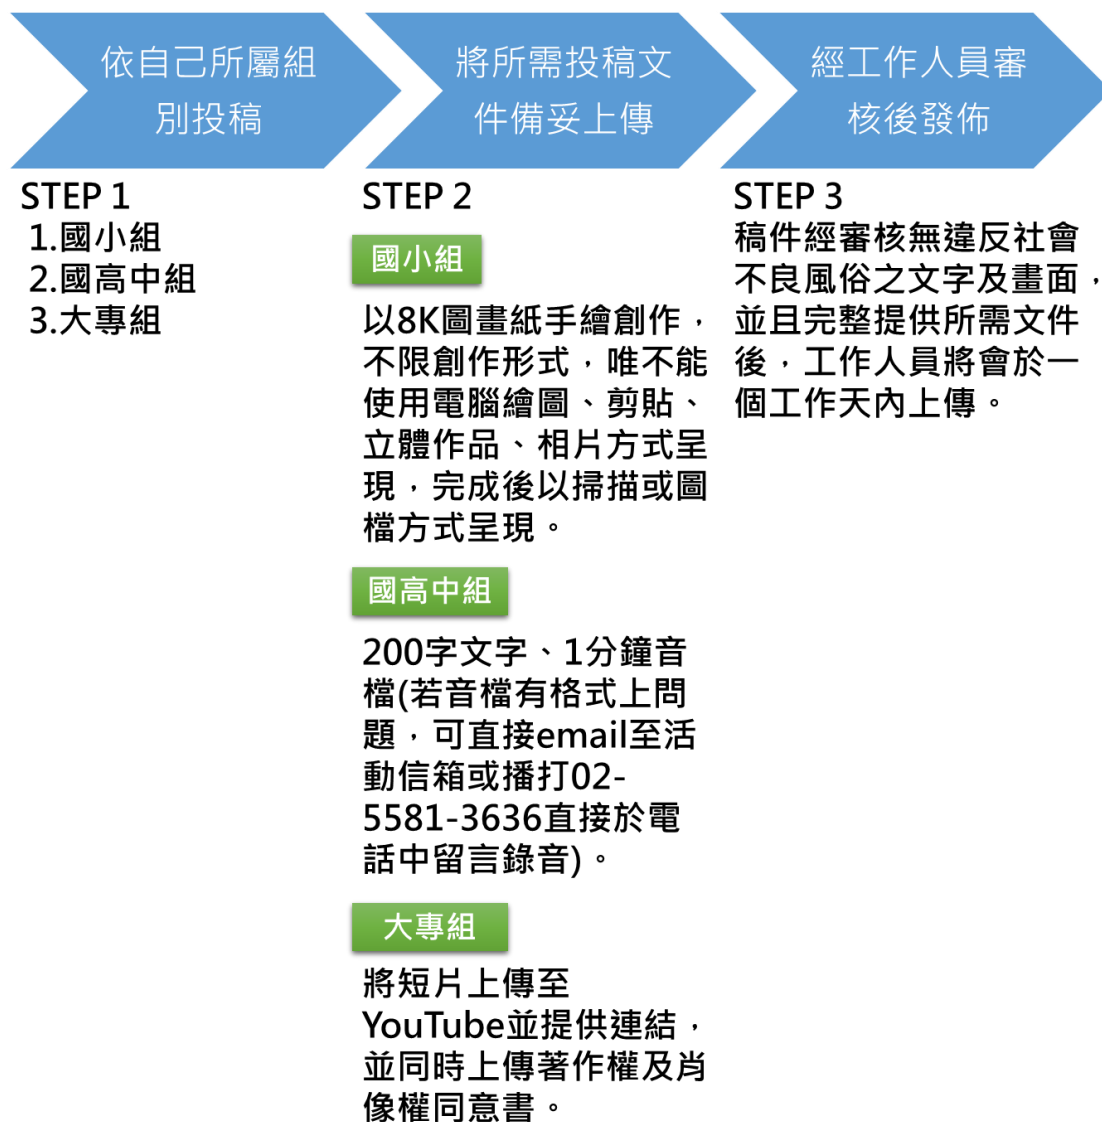 依自己所屬組
別投稿
將所需投稿文
件備妥上傳
經工作人員審
核後發佈
STEP 1
1.國小組
2.國高中組
3.大專組
STEP 2
國小組
以8K圖畫紙手繪創作，
不限創作形式，唯不能
使用電腦繪圖、剪貼、
立體作品、相片方式呈
現，完成後以掃描或圖
檔方式呈現。
國高中組
200字文字、1分鐘音
檔(若音檔有格式上問
題，可直接email至活
動信箱或播打02-
5581-3636直接於電
話中留言錄音)。
大專組
將短片上傳至
YouTube並提供連結，
並同時上傳著作權及肖
像權同意書。
STEP 3
稿件經審核無違反社會
不良風俗之文字及畫面，
並且完整提供所需文件
後，工作人員將會於一
個工作天內上傳。